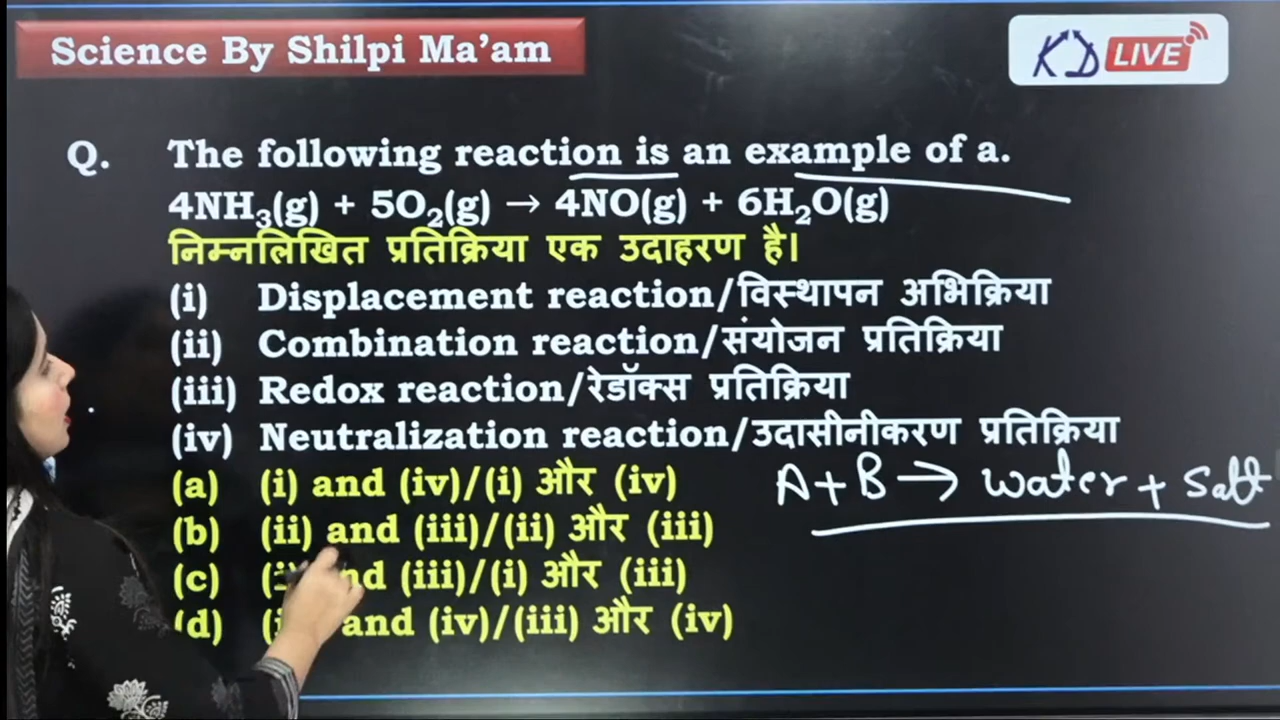 Science By Shilpi Ma’am
KD LIVE
Q. The following reaction is an example of a.
4NH₃(g) + 5O₂(g) → 4NO(g) + 6H₂O(g)
निम्नलिखित प्रतिक्रिया एक उदाहरण है।
(i) Displacement reaction/विस्थापन अभिक्रिया
(ii) Combination reaction/संयोजन प्रतिक्रिया
(iii) Redox reaction/रेडॉक्स प्रतिक्रिया
(iv) Neutralization reaction/उदासीनीकरण प्रतिक्रिया
A+B → water + Salt
(a) (i) and (iv)/(i) और (iv)
(b) (ii) and (iii)/(ii) और (iii)
(c) and (iii)/(i) और (iii)
(d) and (iv)/(iii) और (iv)